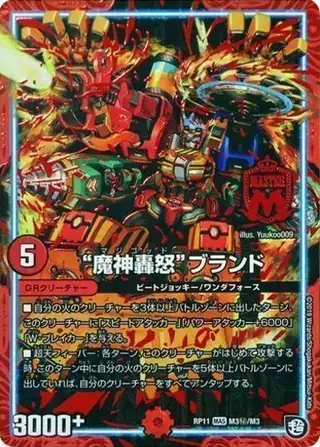 MASTER
illus. Yuukoo009
5
マジゴッド
“魔神轟怒”ブランド
GRクリーチャー
ビートジョッキー/ワンダフォース
■自分の火のクリーチャーを3体以上バトルゾーンに出したターン、
このクリーチャーに「スピードアタッカー」「パワーアタッカー+6000」
「W・ブレイカー」を与える。
■超天フィーバー:各ターン、このクリーチャーがはじめて攻撃する
時、このターン中に自分の火のクリーチャーを5体以上バトルゾーン
に出していれば、自分のクリーチャーをすべてアンタップする。
3000+
RP11 MAS M3㊙/M3
超